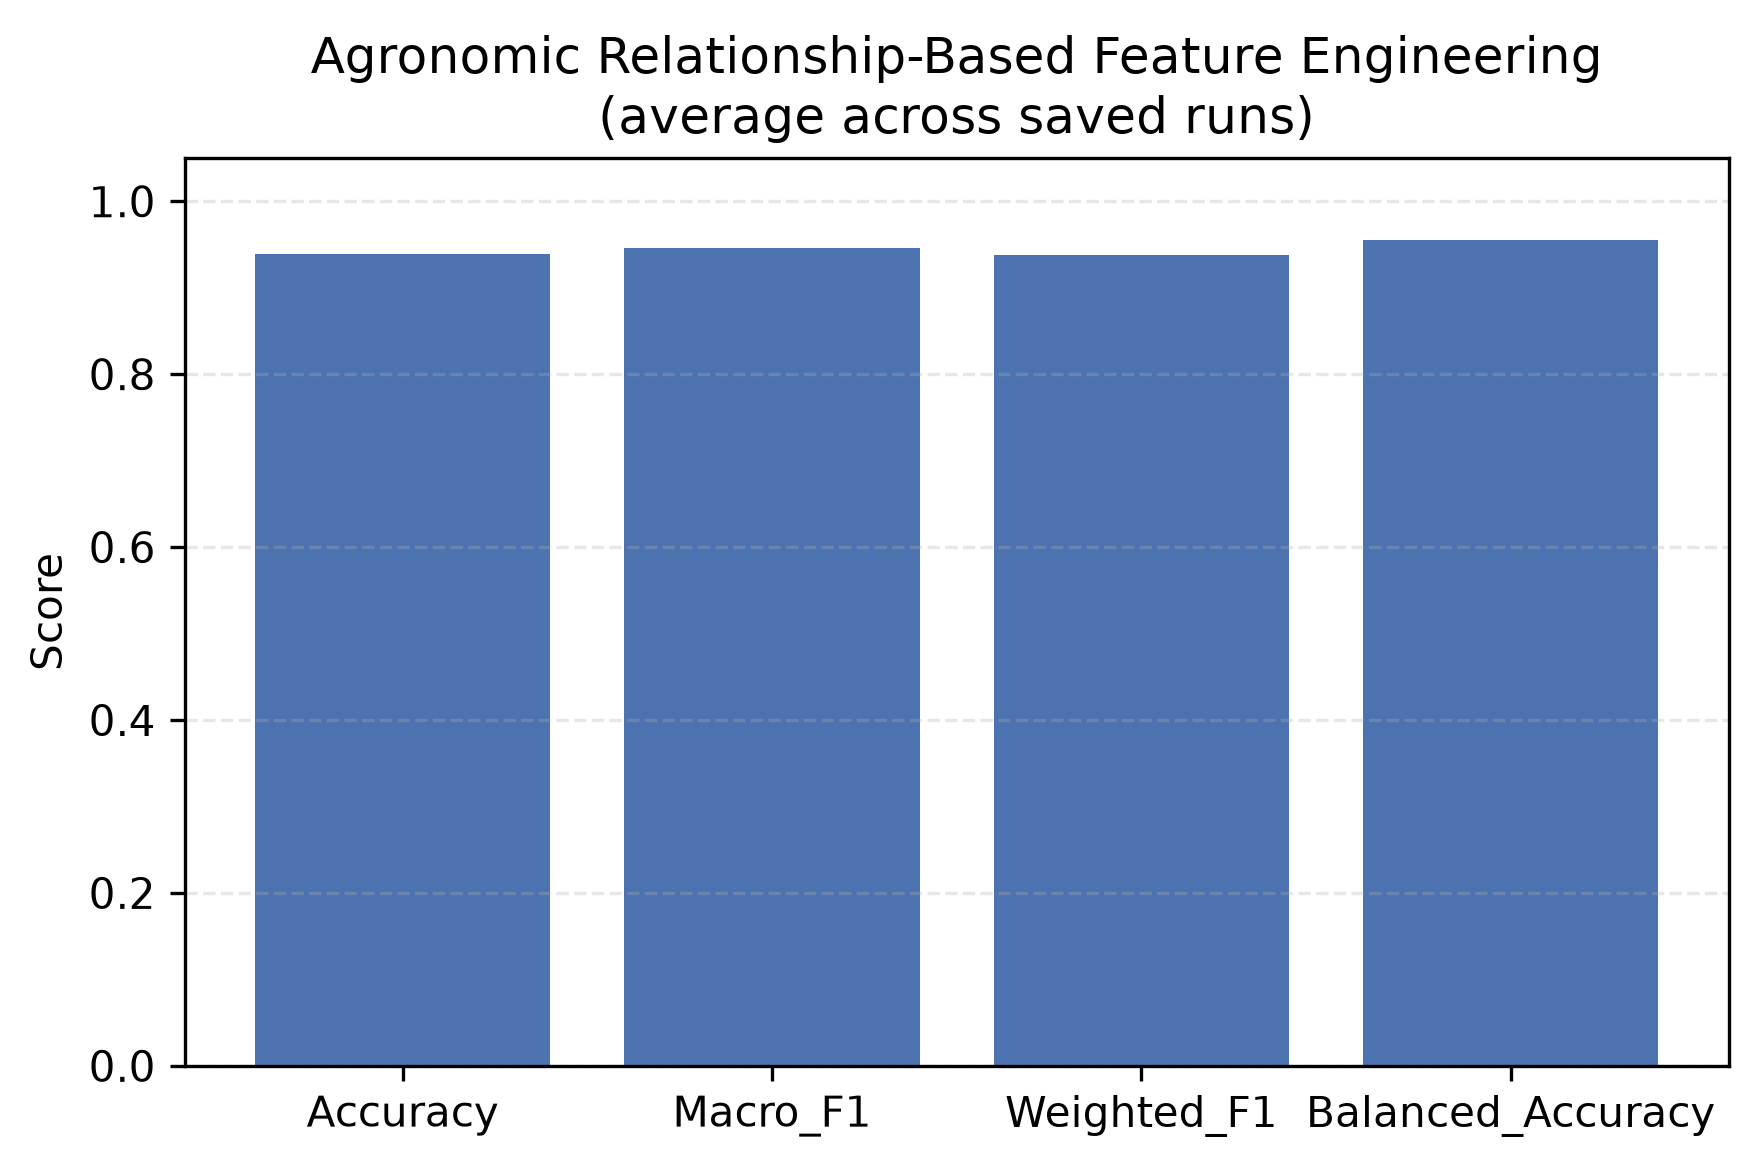 Agronomic Relationship-Based Feature Engineering
(average across saved runs)
1.0
0.8
0.6
0.4
0.2
0.0
Score
Accuracy Macro_F1 Weighted_F1 Balanced_Accuracy